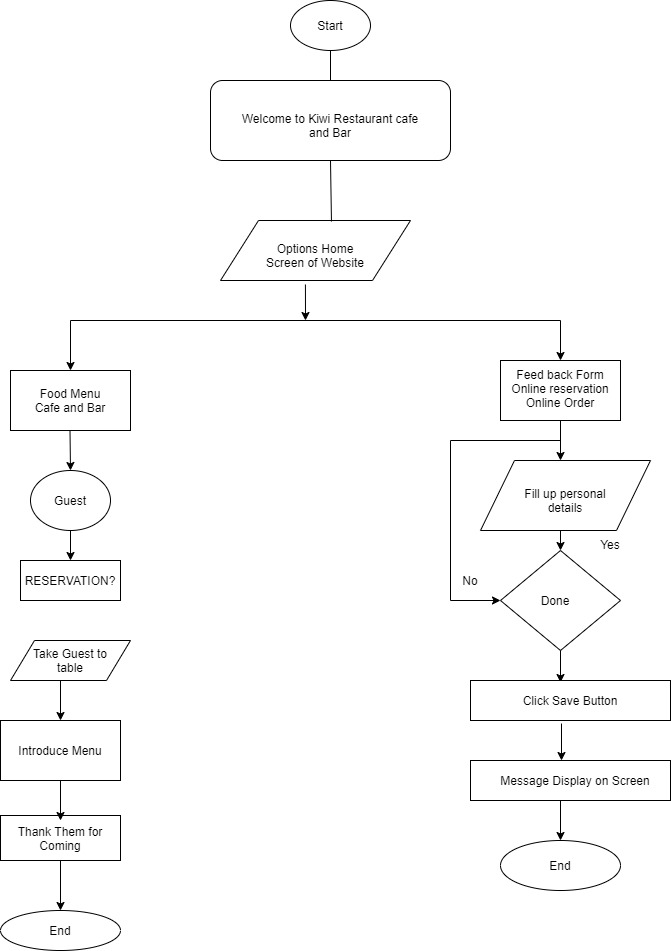 Start
Welcome to Kiwi Restaurant cafe
and Bar
Options Home
Screen of Website
Food Menu
Cafe and Bar
Guest
RESERVATION?
Take Guest to
table
Introduce Menu
Thank Them for
Coming
End
Feed back Form
Online reservation
Online Order
Fill up personal
details
Yes
No
Done
Click Save Button
Message Display on Screen
End